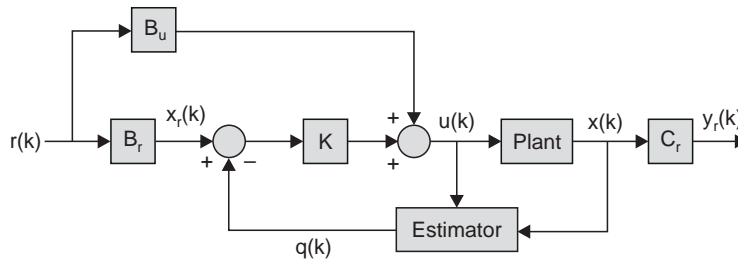 B_u
r(k)
B_r
x_r(k)
+
−
K
+
+
u(k)
Plant
x(k)
C_r
y_r(k)
Estimator
q(k)